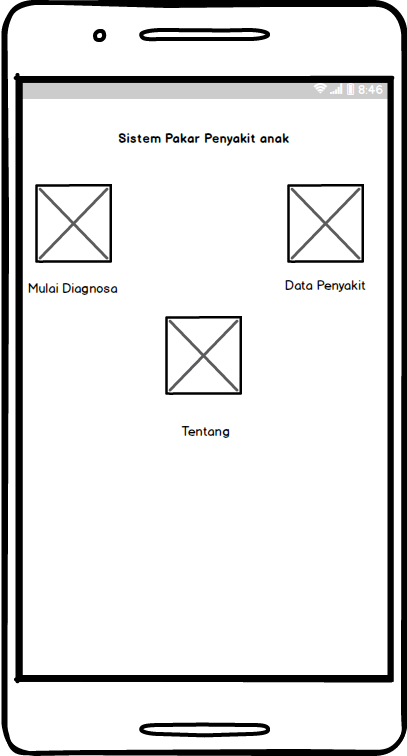 8:46
Sistem Pakar Penyakit anak
Mulai Diagnosa
Data Penyakit
Tentang